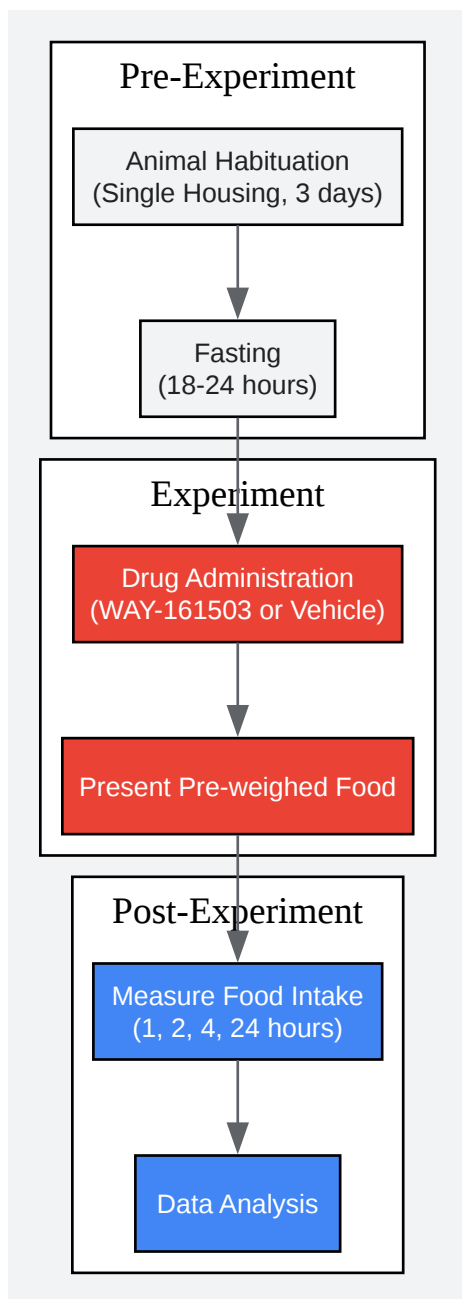 Pre-Experiment
Animal Habituation
(Single Housing, 3 days)
Fasting
(18-24 hours)
Experiment
Drug Administration
(WAY-161503 or Vehicle)
Present Pre-weighed Food
Post-Experiment
Measure Food Intake
(1, 2, 4, 24 hours)
Data Analysis